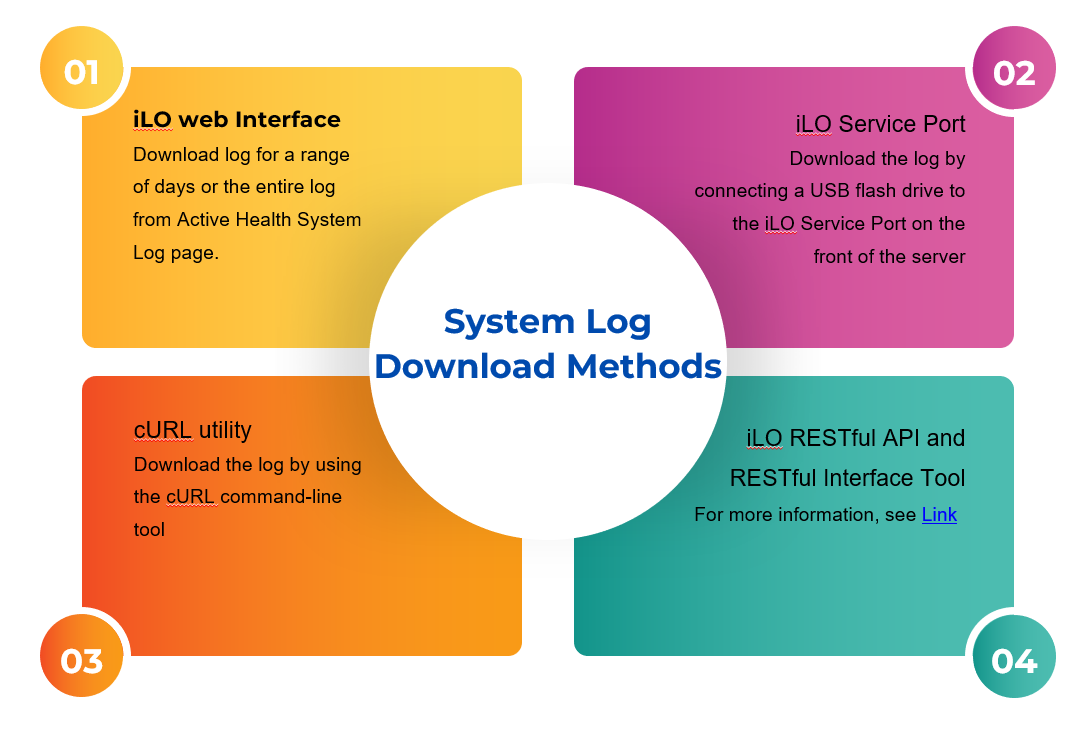 01
iLO web Interface
Download log for a range
of days or the entire log
from Active Health System
Log page.
02
iLO Service Port
Download the log by
connecting a USB flash drive to
the iLO Service Port on the
front of the server
System Log
Download Methods
cURL utility
Download the log by using
the cURL command-line
tool
03
iLO RESTful API and
RESTful Interface Tool
For more information, see Link
04